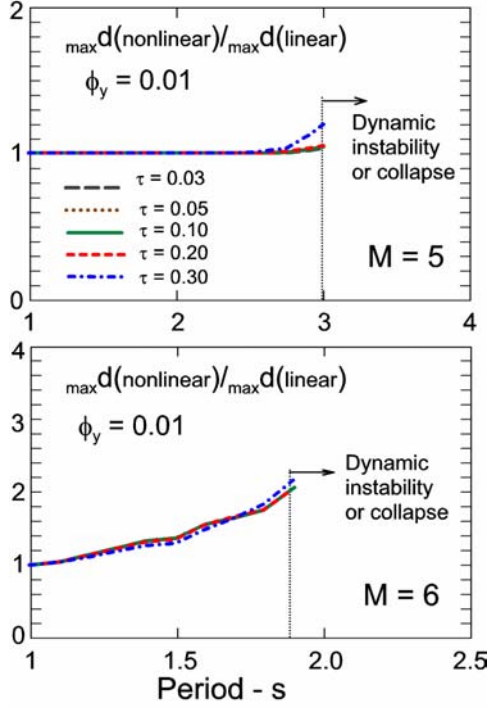 2
maxd(nonlinear)/maxd(linear)
ϕy = 0.01
Dynamic
instability
or collapse
1
τ = 0.03
τ = 0.05
τ = 0.10
τ = 0.20
τ = 0.30
M = 5
0
1 2 3 4
4
maxd(nonlinear)/maxd(linear)
ϕy = 0.01
3
Dynamic
instability
or collapse
2
1
M = 6
0
1 1.5 2.0 2.5
Period - s